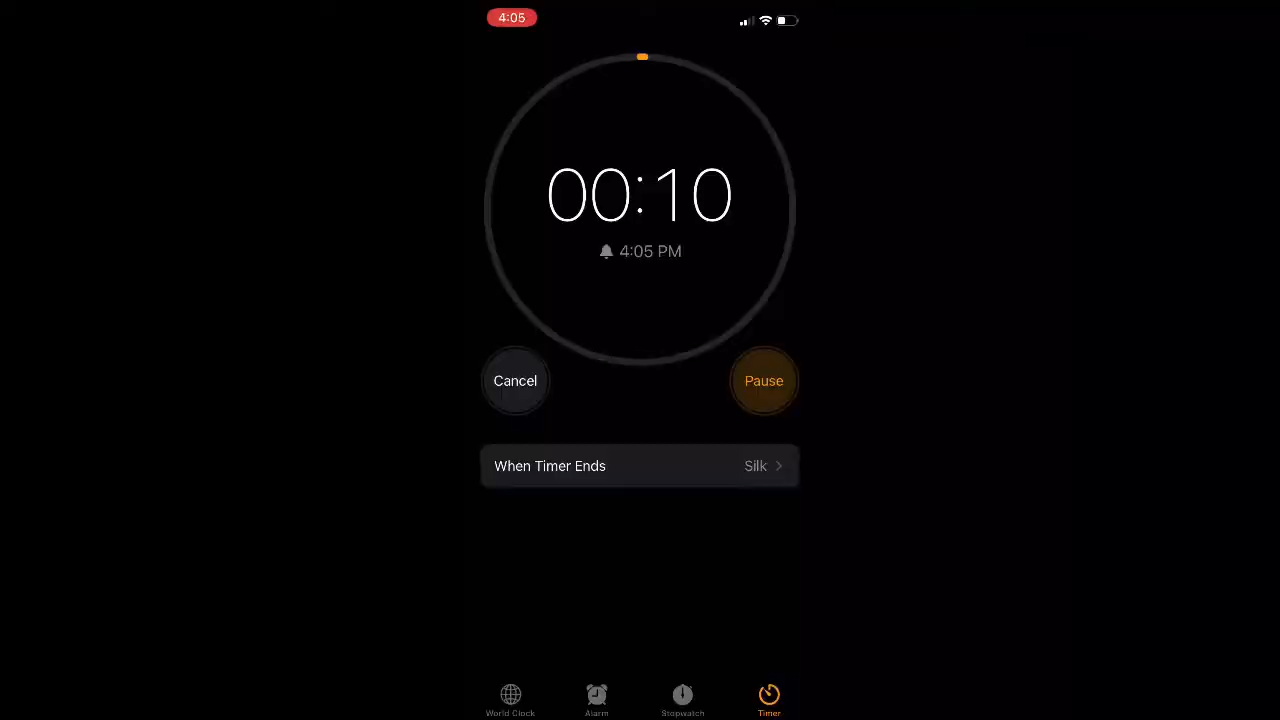 4:05
00:10
4:05 PM
Cancel
Pause
When Timer Ends
Silk
World Clock
Alarm
Stopwatch
Timer